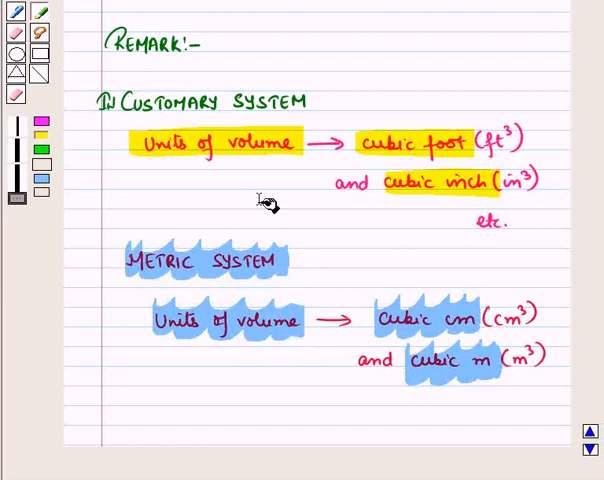 REMARK:-
IN CUSTOMARY SYSTEM
Units of volume → cubic foot (ft³)
and cubic inch (in³)
etc.
METRIC SYSTEM
Units of volume → cubic cm (cm³)
and cubic m (m³)